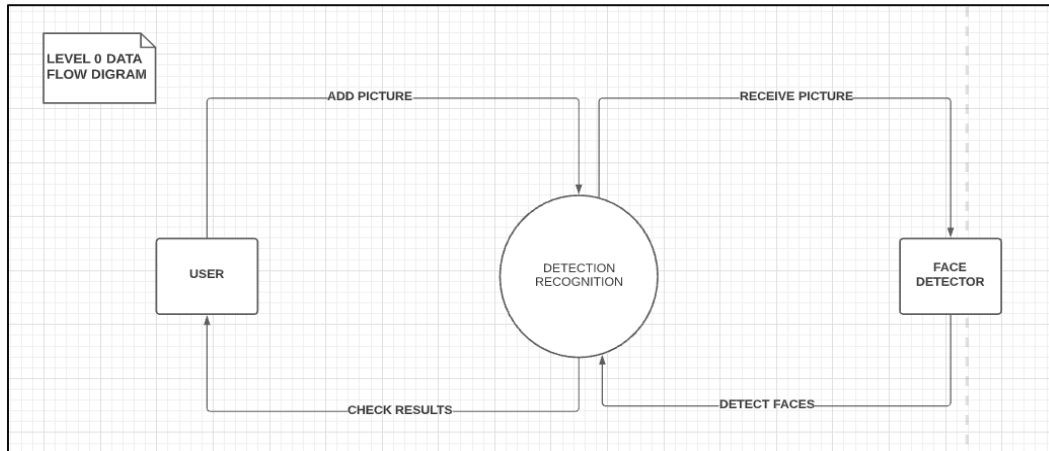 LEVEL 0 DATA
FLOW DIGRAM
ADD PICTURE
RECEIVE PICTURE
USER
DETECTION
RECOGNITION
FACE
DETECTOR
CHECK RESULTS
DETECT FACES